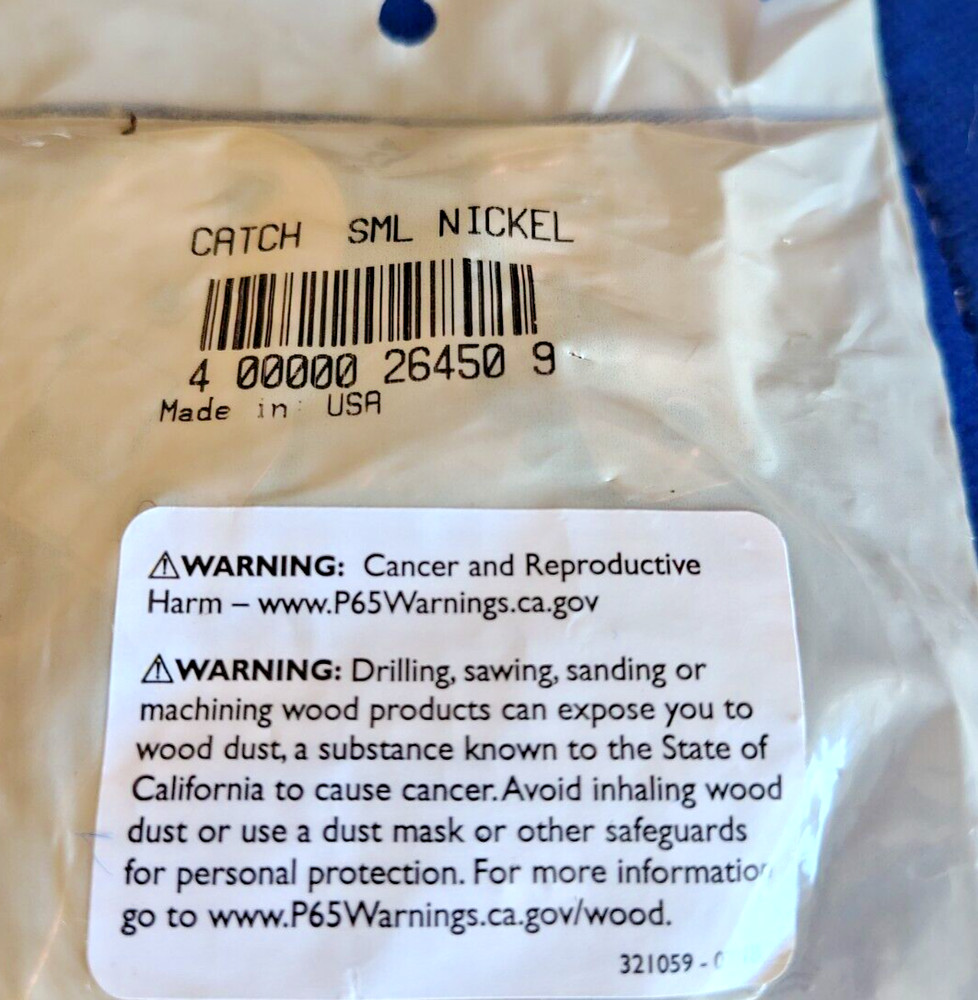 CATCH SML NICKEL
4 00000 26450 9
Made in USA
⚠WARNING: Cancer and Reproductive
Harm – www.P65Warnings.ca.gov
⚠WARNING: Drilling, sawing, sanding or
machining wood products can expose you to
wood dust, a substance known to the State of
California to cause cancer. Avoid inhaling wood
dust or use a dust mask or other safeguards
for personal protection. For more information
go to www.P65Warnings.ca.gov/wood.
321059 -